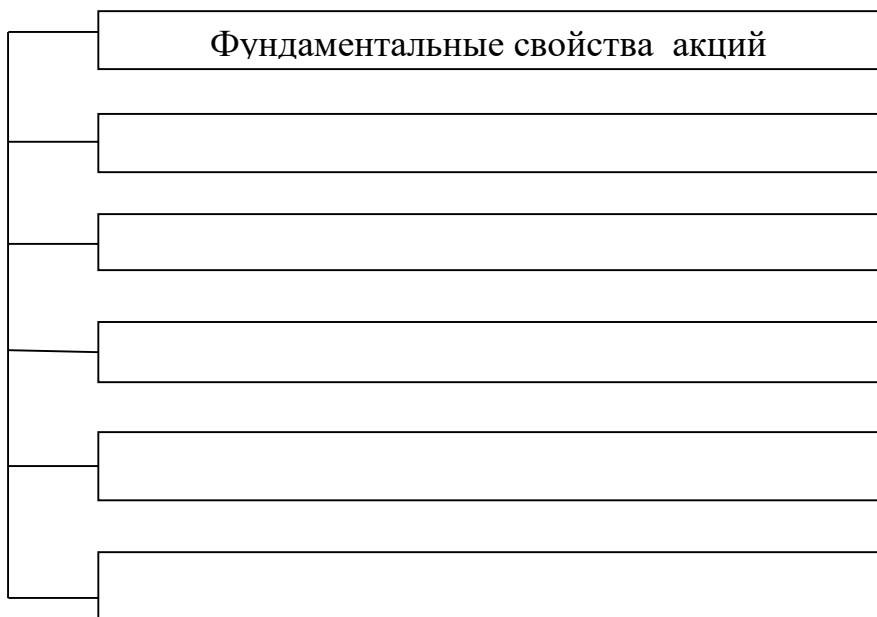 Фундаментальные свойства акций